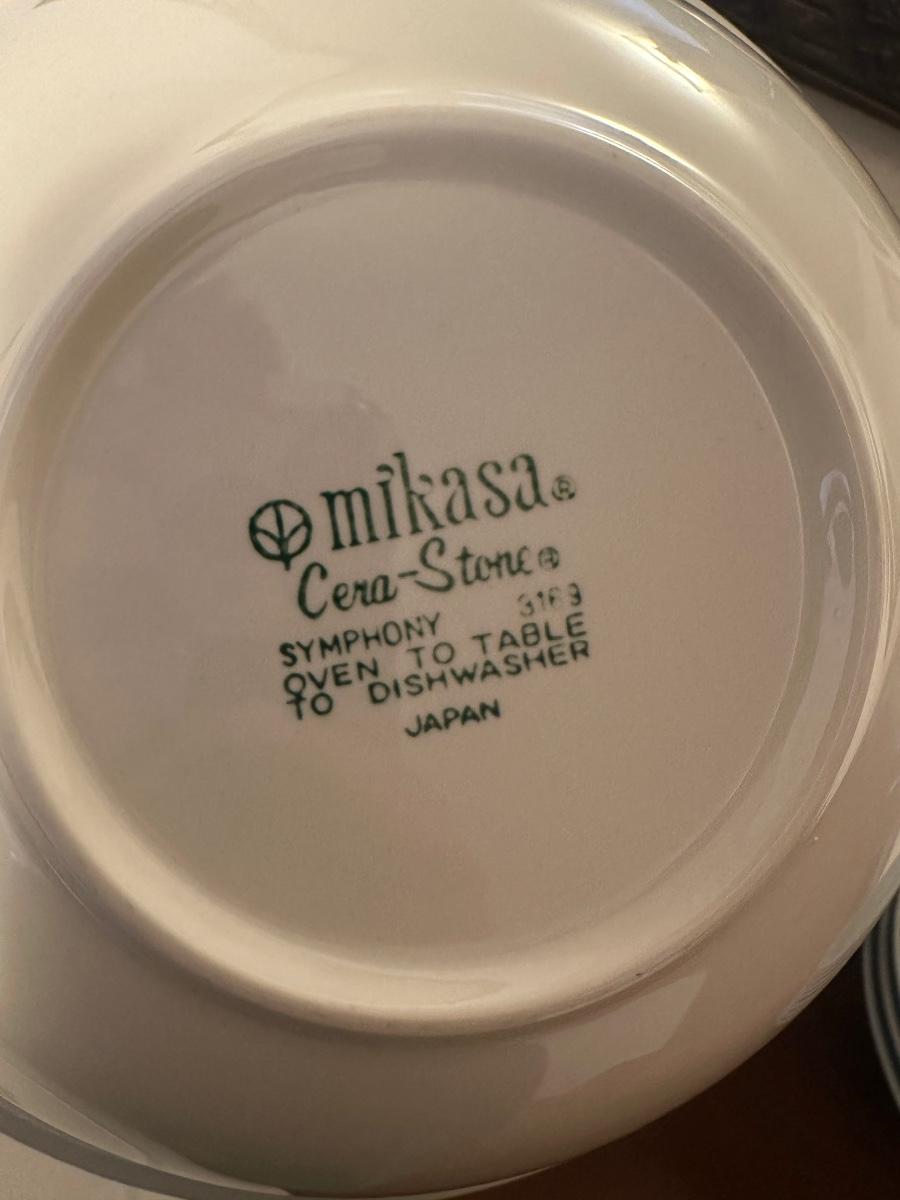 mikasa®
Cera-Stone®
SYMPHONY 3169
OVEN TO TABLE
TO DISHWASHER
JAPAN